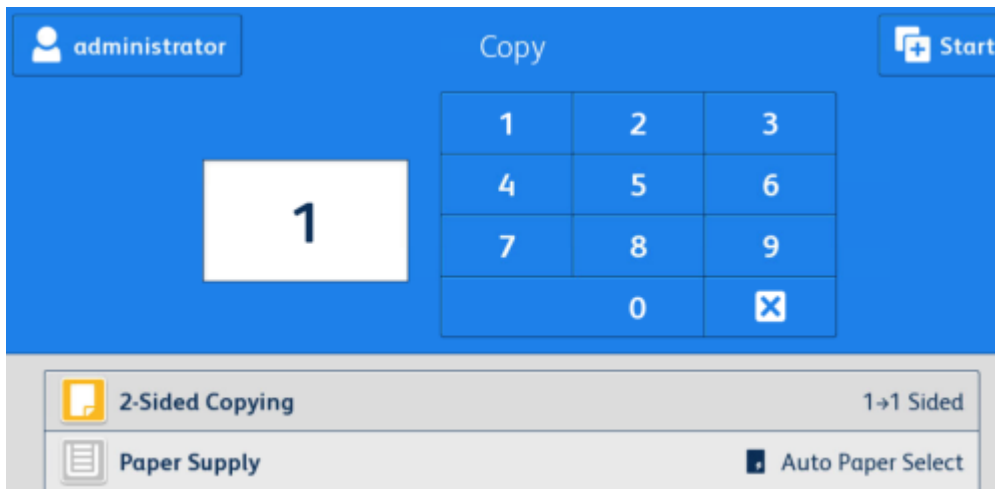 administrator
Copy
Start
1
1 2 3
4 5 6
7 8 9
0
2-Sided Copying 1→1 Sided
Paper Supply Auto Paper Select